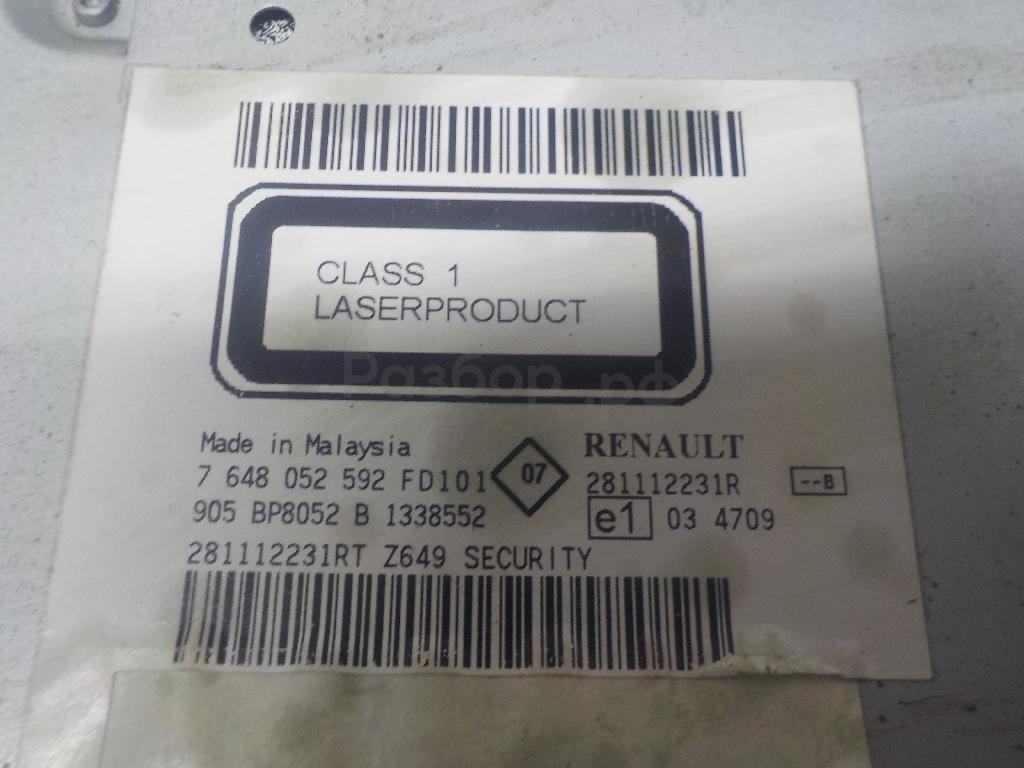 CLASS 1
LASERPRODUCT
Разбор.рф
Made in Malaysia
7 648 052 592 FD101
07
RENAULT
281112231R
--B
905 BP8052 B 1338552
e1 03 4709
281112231RT Z649 SECURITY